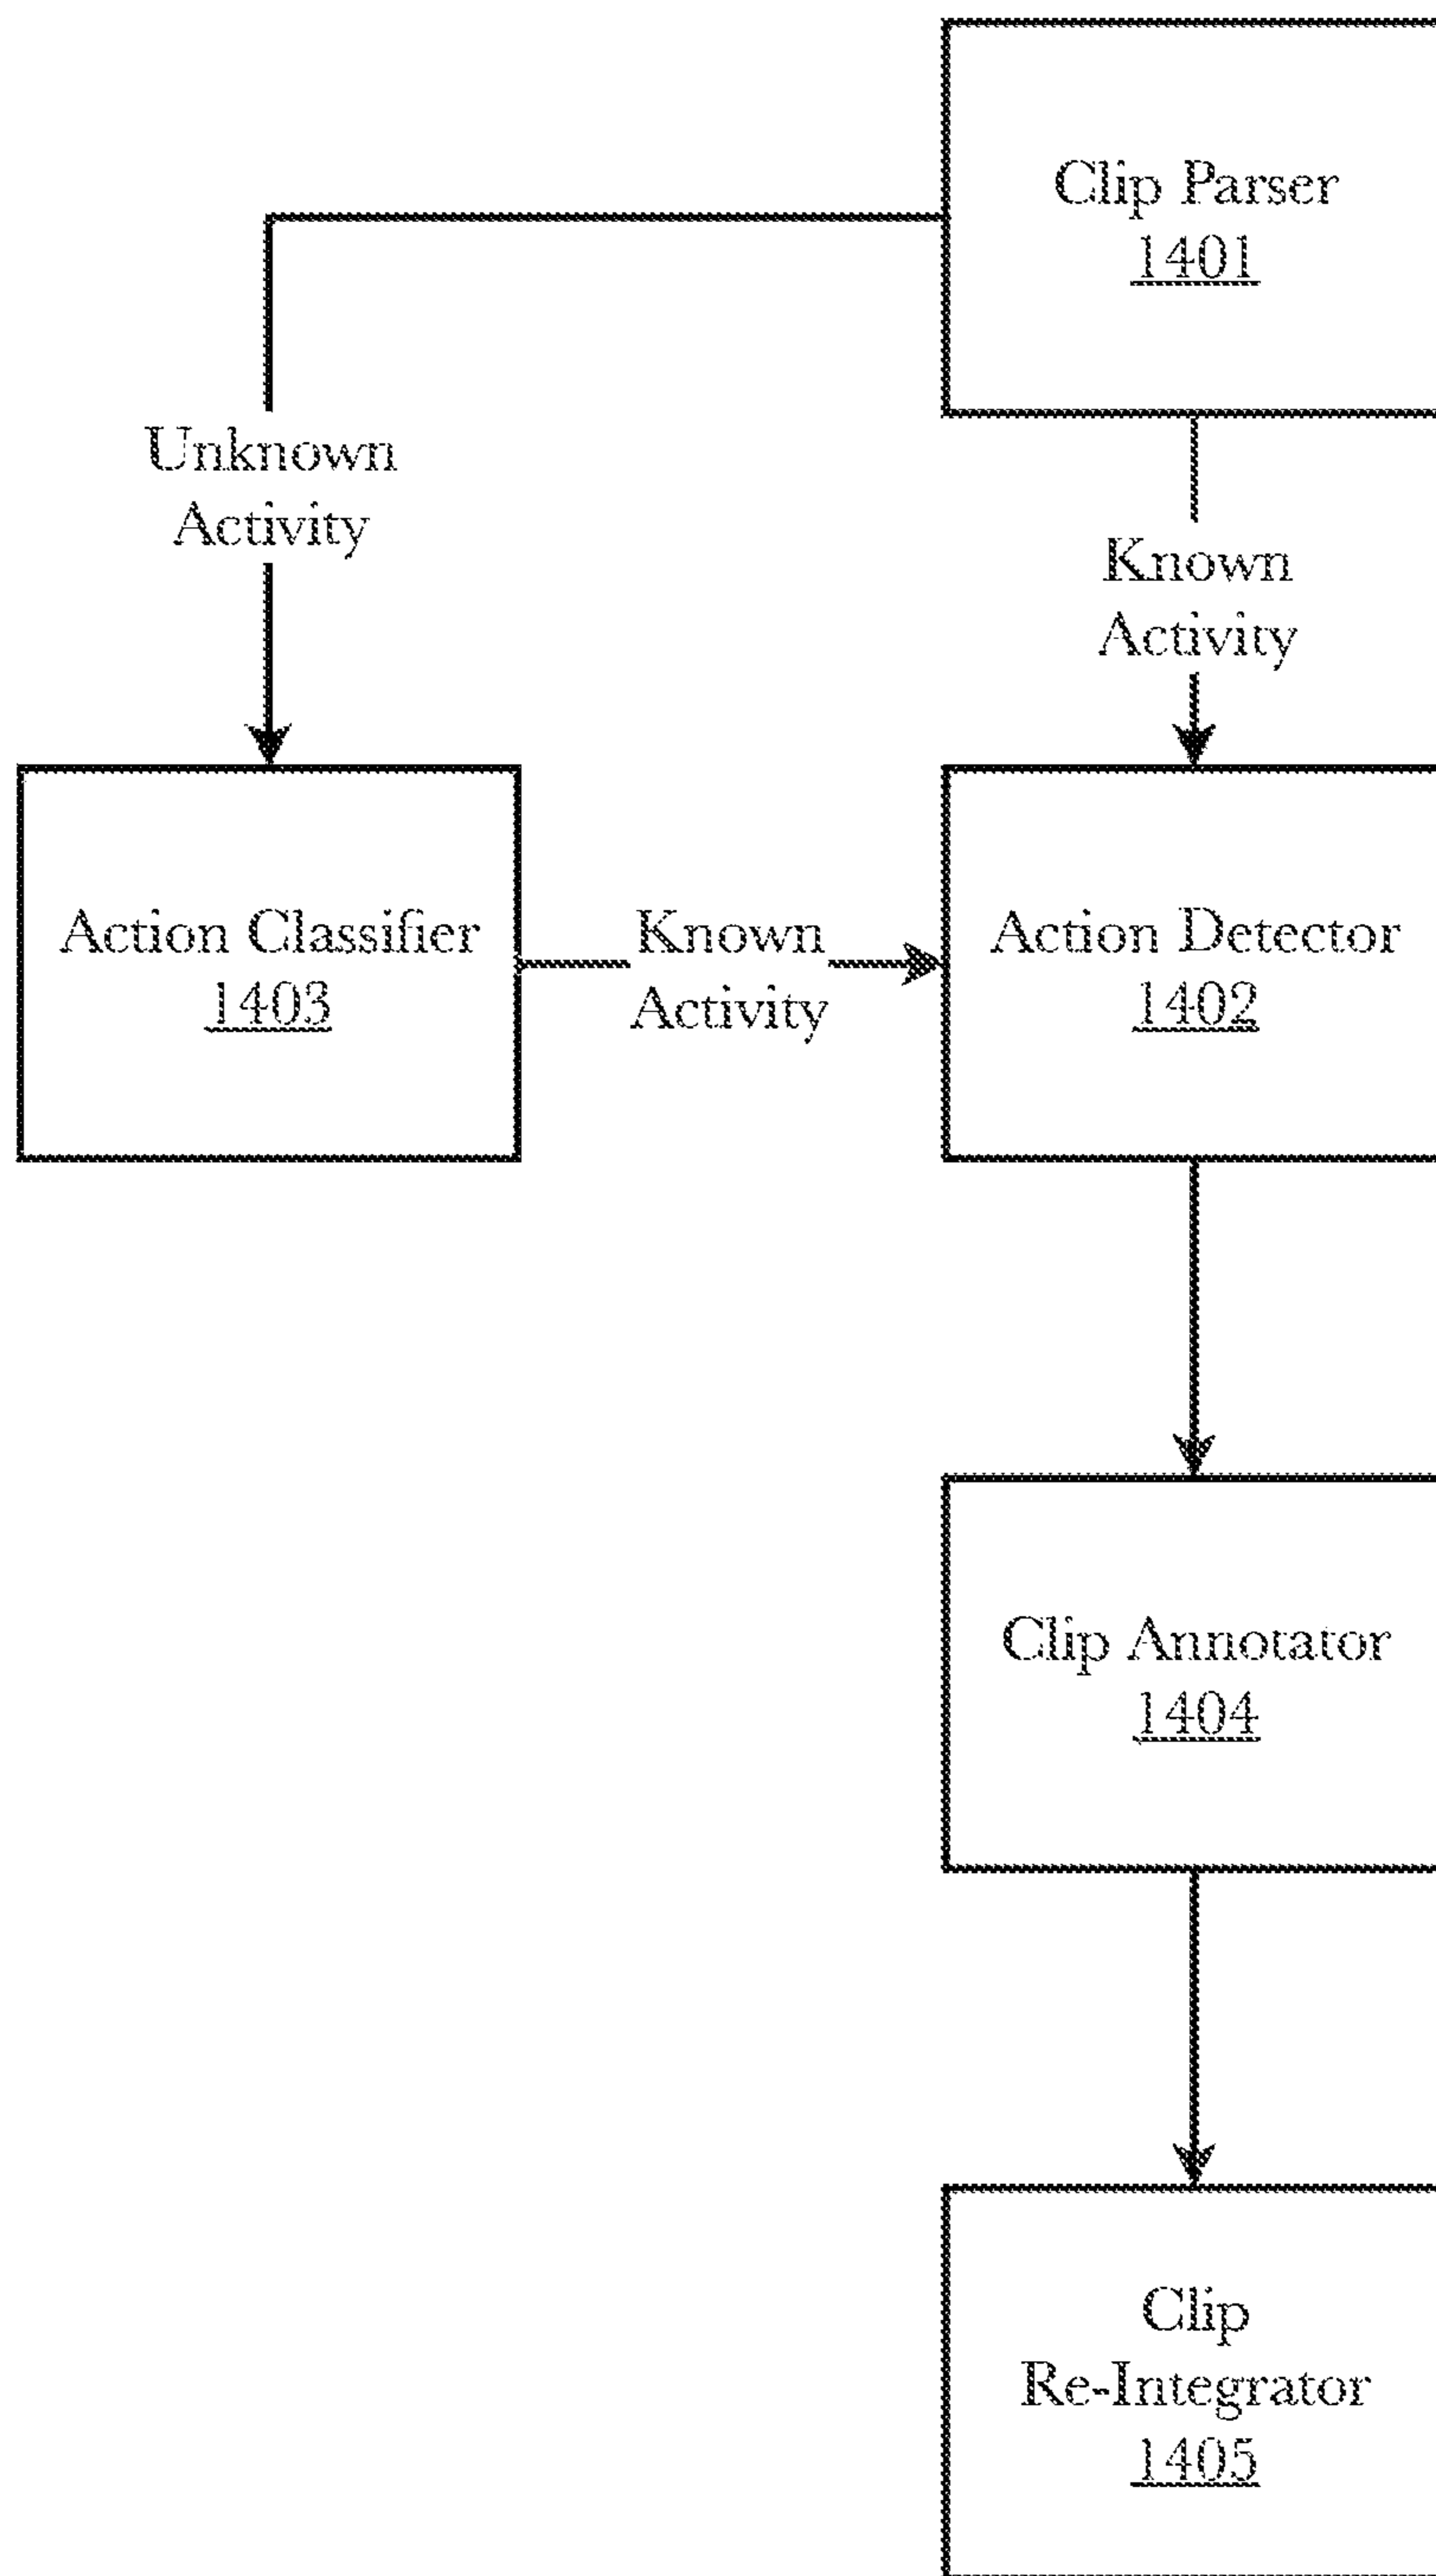 Clip Parser
1401
Unknown
Activity
Known
Activity
Action Classifier
1403
Known
Activity
Action Detector
1402
Clip Annotator
1404
Clip
Re-Integrator
1405